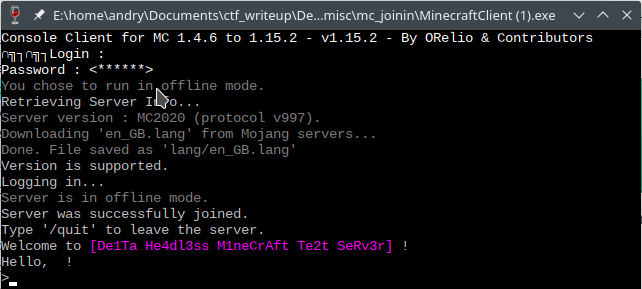 E:\home\andry\Documents\ctf_writeup\De...misc\mc_joinin\MinecraftClient (1).exe
Console Client for MC 1.4.6 to 1.15.2 - v1.15.2 - By ORelio & Contributors
∩╗┐∩╗┐Login :
Password : <******>
You chose to run in offline mode.
Retrieving Server Info...
Server version : MC2020 (protocol v997).
Downloading 'en_GB.lang' from Mojang servers...
Done. File saved as 'lang/en_GB.lang'
Version is supported.
Logging in...
Server is in offline mode.
Server was successfully joined.
Type '/quit' to leave the server.
Welcome to [De1Ta He4dl3ss M1neCrAft Te2t SeRv3r] !
Hello,  !
>